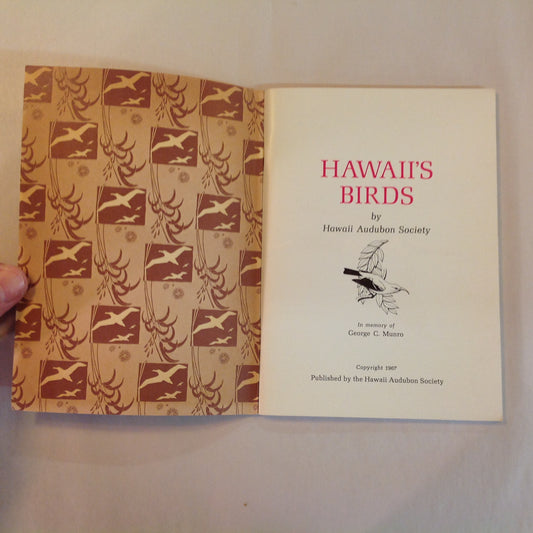 HAWAII'S
BIRDS
by
Hawaii Audubon Society
In memory of
George C. Munro
Copyright 1967
Published by the Hawaii Audubon Society